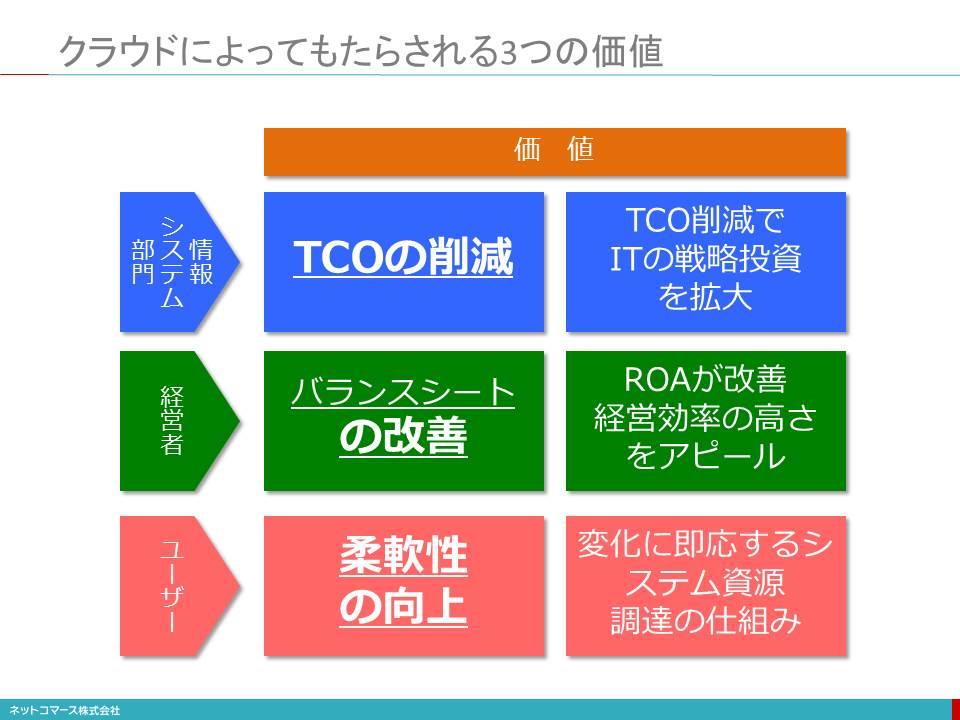 クラウドによってもたらされる3つの価値
価　値
情報
システム
部門
TCOの削減
TCO削減で
ITの戦略投資
を拡大
経営者
バランスシート
の改善
ROAが改善
経営効率の高さ
をアピール
ユーザー
柔軟性
の向上
変化に即応するシ
ステム資源
調達の仕組み
ネットコマース株式会社